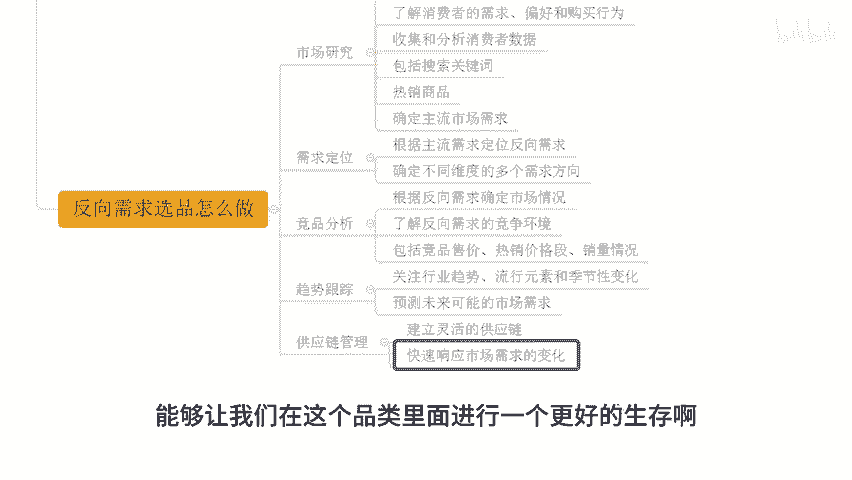 了解消费者的需求、偏好和购买行为
市场研究
收集和分析消费者数据
包括搜索关键词
热销商品
确定主流市场需求
需求定位
根据主流需求定位反向需求
确定不同维度的多个需求方向
反向需求选品怎么做
竞品分析
根据反向需求确定市场情况
了解反向需求的竞争环境
包括竞品售价、热销价格段、销量情况
趋势跟踪
关注行业趋势、流行元素和季节性变化
预测未来可能的市场需求
供应链管理
建立灵活的供应链
快速响应市场需求的变化
能够让我们在这个品类里面进行一个更好的生存啊
bilibili